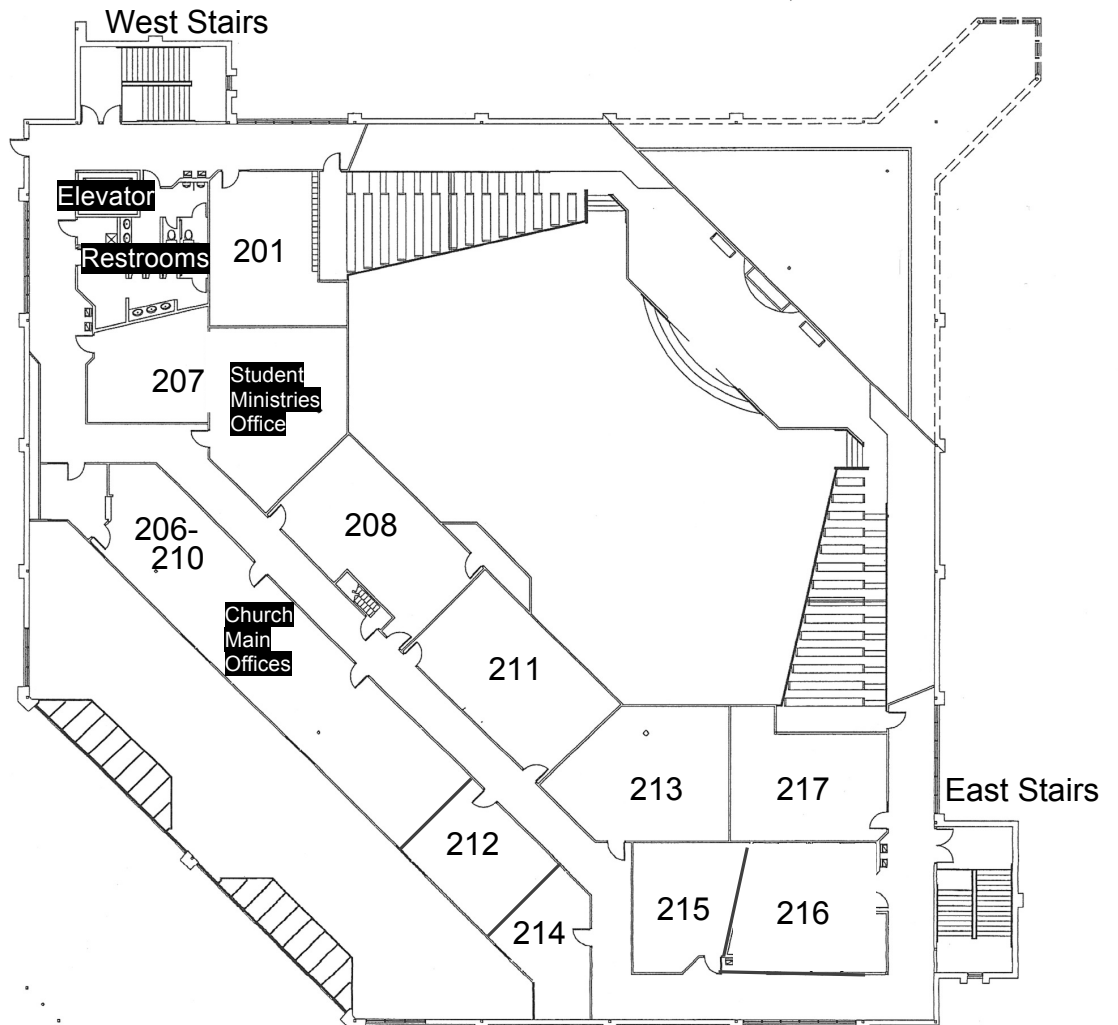 West Stairs
Elevator
Restrooms
201
207
Student
Ministries
Office
206-
210
208
Church
Main
Offices
211
213
217
East Stairs
212
215
216
214